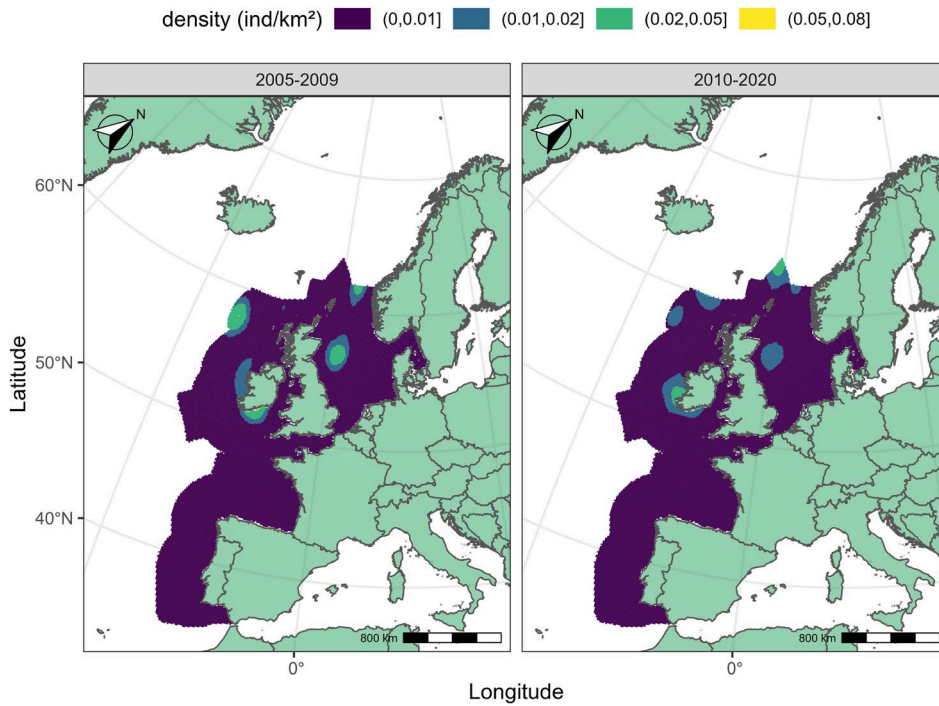 density (ind/km²) (0,0.01] (0.01,0.02] (0.02,0.05] (0.05,0.08]
2005-2009 2010-2020
N N
60°N
50°N
40°N
Latitude
800 km 800 km
0° 0°
Longitude